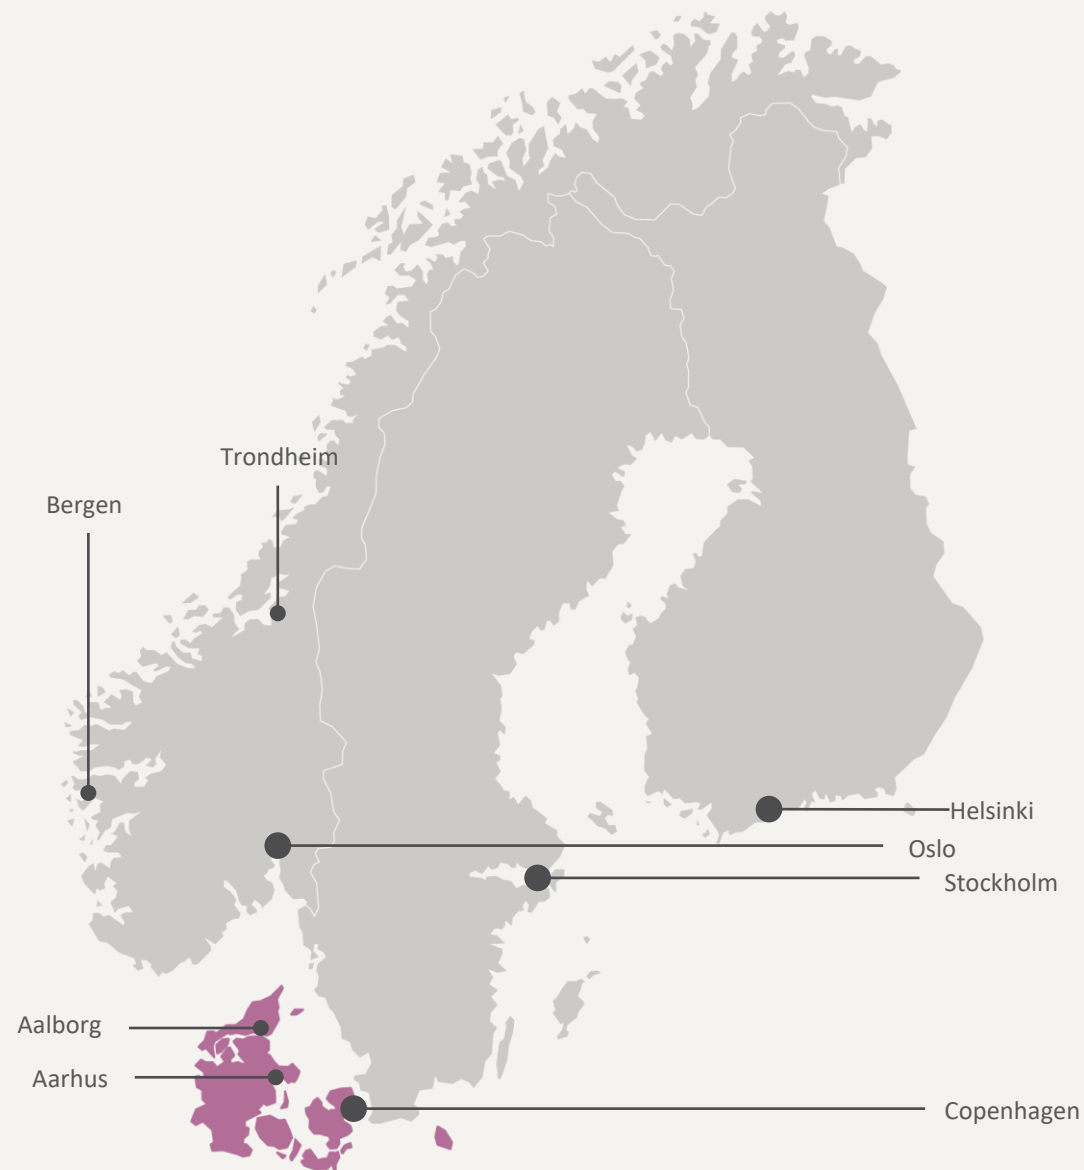 Trondheim
Bergen
Helsinki
Oslo
Stockholm
Aalborg
Aarhus
Copenhagen